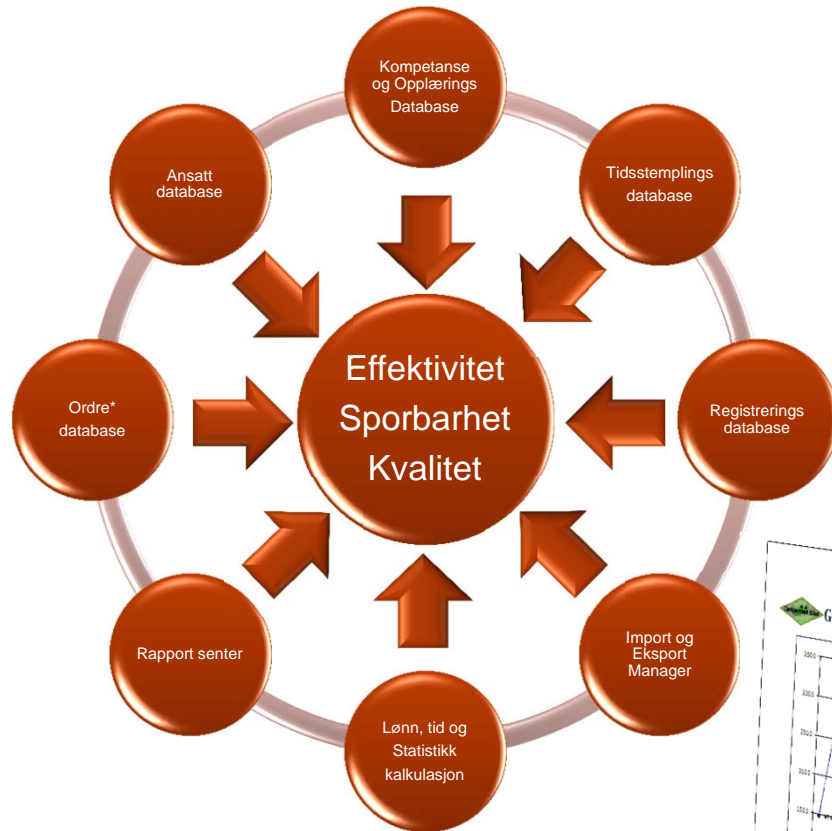 Kompetanse
og Opplærings
Database
Ansatt
database
Tidsstemplings
database
Effektivitet
Sporbarhet
Kvalitet
Ordre*
database
Registrerings
database
Rapport senter
Import og
Eksport
Manager
Lønn, tid og
Statistikk
kalkulasjon
G
3500